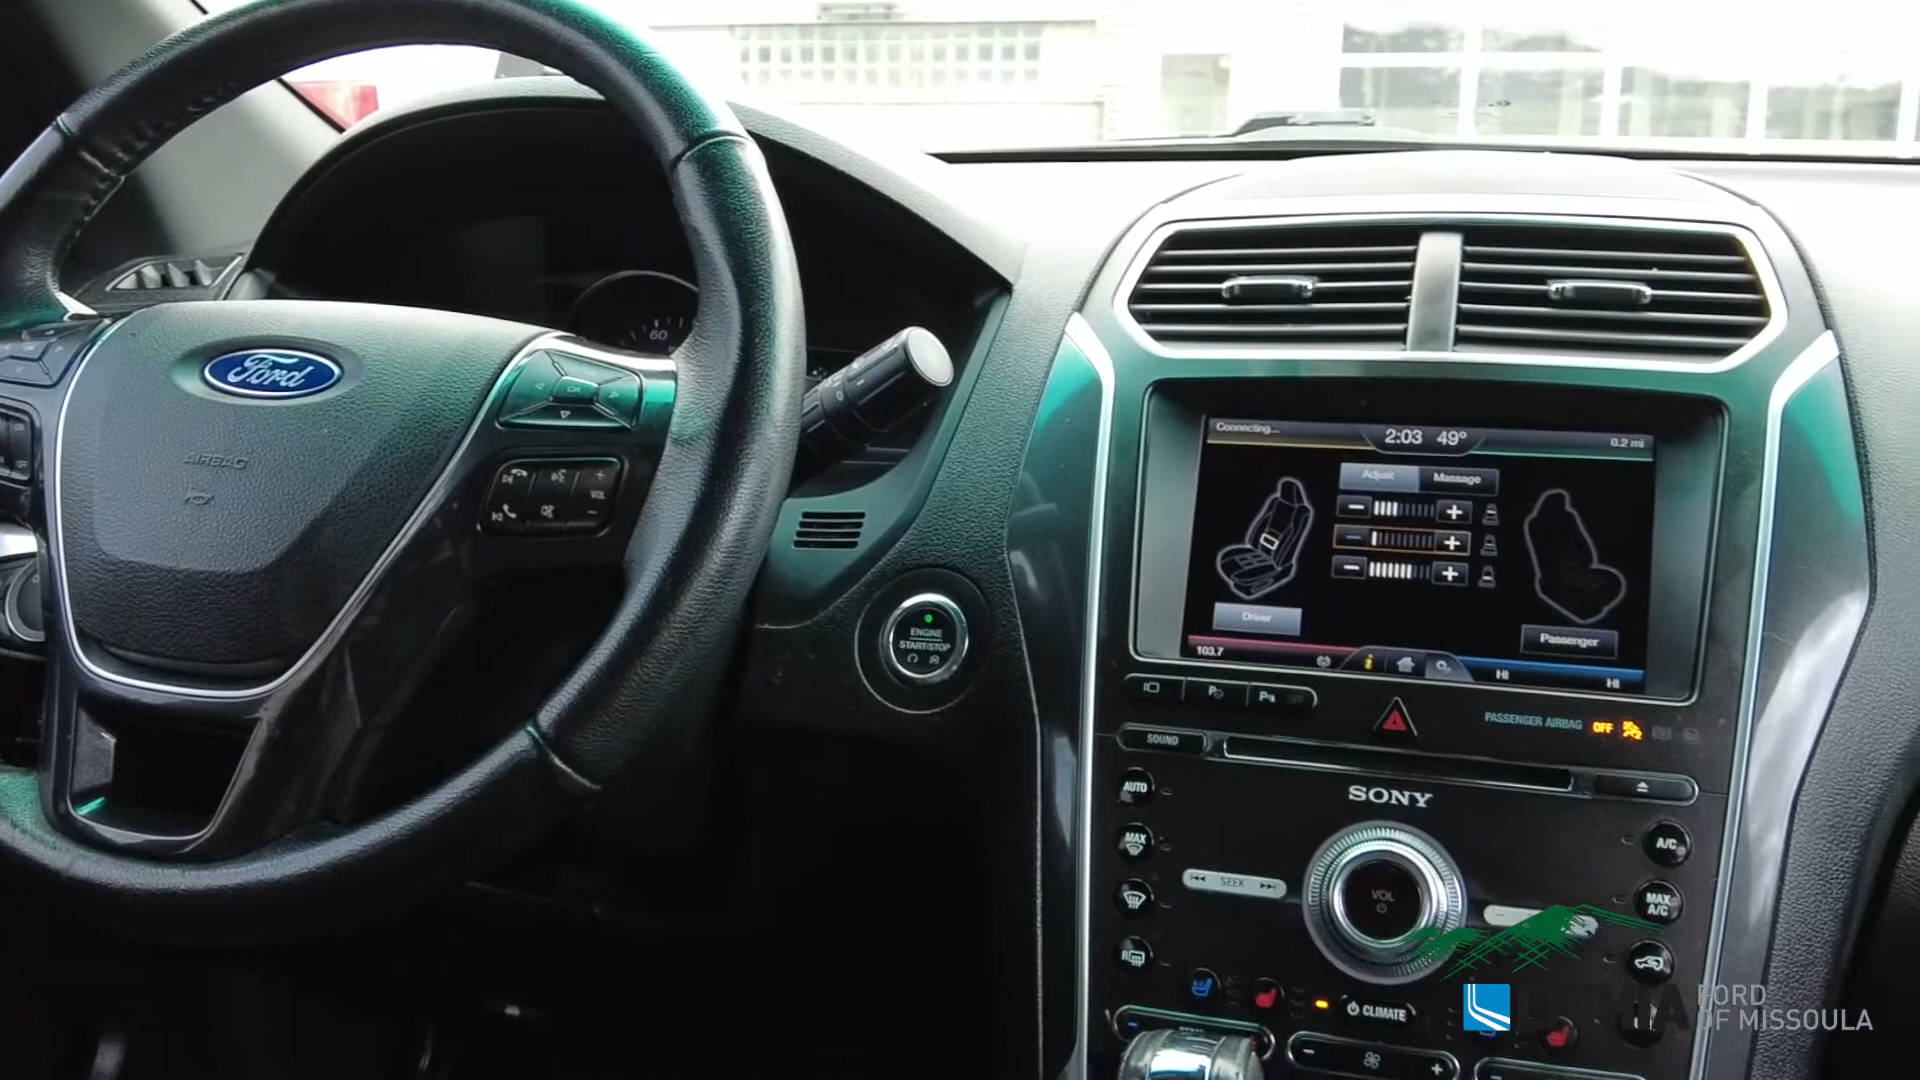 Ford
AIRBAG
OK
VOL
60
ENGINE
START/STOP
Connecting...
2:03 49°
0.2 mi
Adjust
Massage
Driver
Passenger
103.7
HI
HI
PASSENGER AIRBAG OFF
SOUND
SONY
AUTO
MAX
A/C
SEEK
VOL
MAX
A/C
R
CLIMATE
FORD
OF MISSOULA